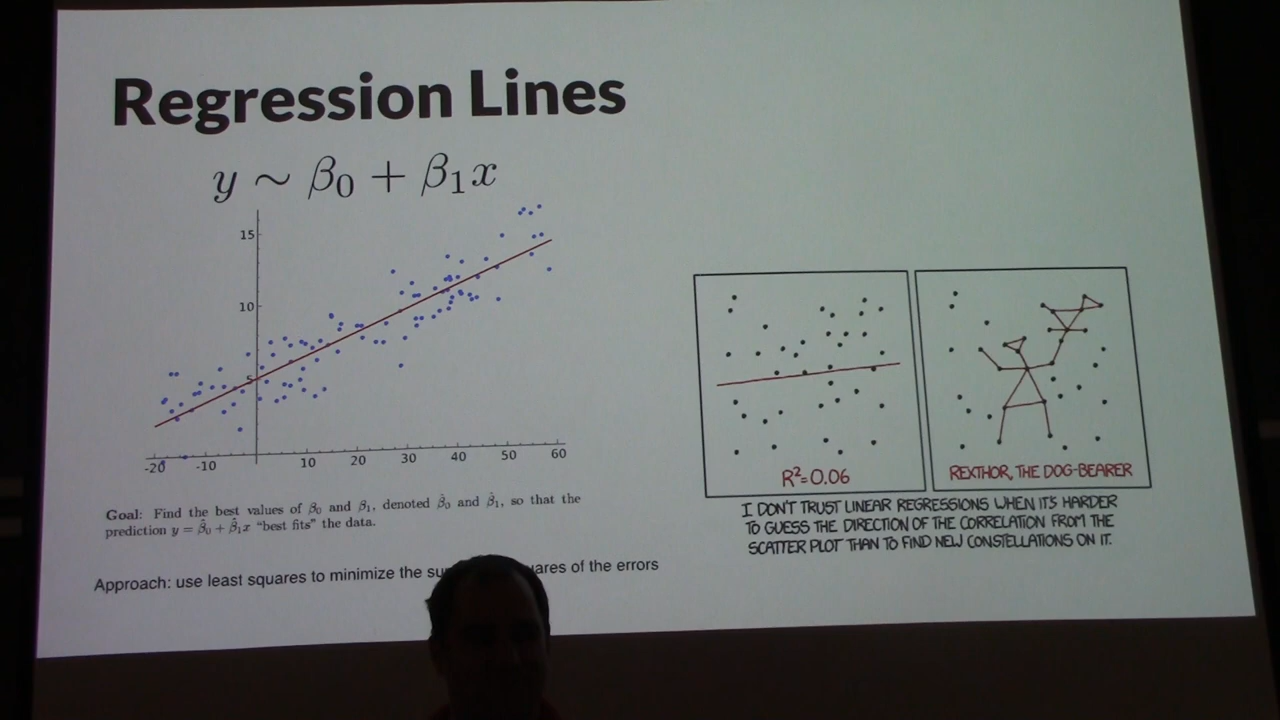 Regression Lines
y ~ β₀ + β₁x
15
10
5
-20 -10 10 20 30 40 50 60
Goal: Find the best values of β₀ and β₁, denoted β̂₀ and β̂₁, so that the
prediction y = β̂₀ + β̂₁x “best fits” the data.
Approach: use least squares to minimize the of the errors
R²=0.06
REXTHOR, THE DOG-BEARER
I DON'T TRUST LINEAR REGRESSIONS WHEN IT'S HARDER
TO GUESS THE DIRECTION OF THE CORRELATION FROM THE
SCATTER PLOT THAN TO FIND NEW CONSTELLATIONS ON IT.